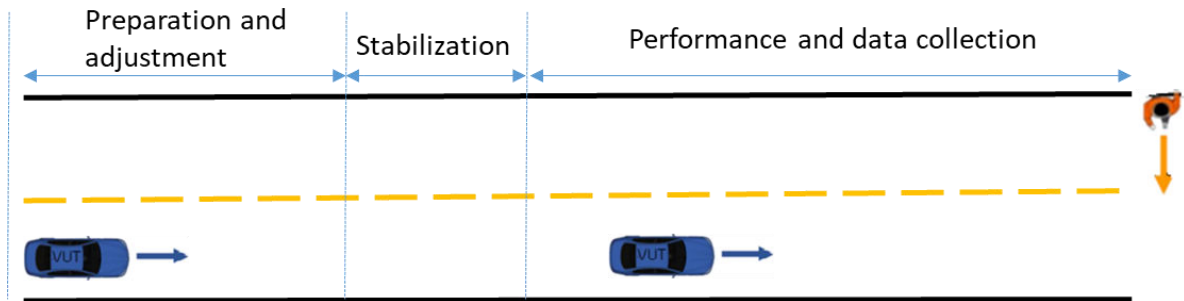 Preparation and
adjustment
Stabilization
Performance and data collection
VUT
VUT